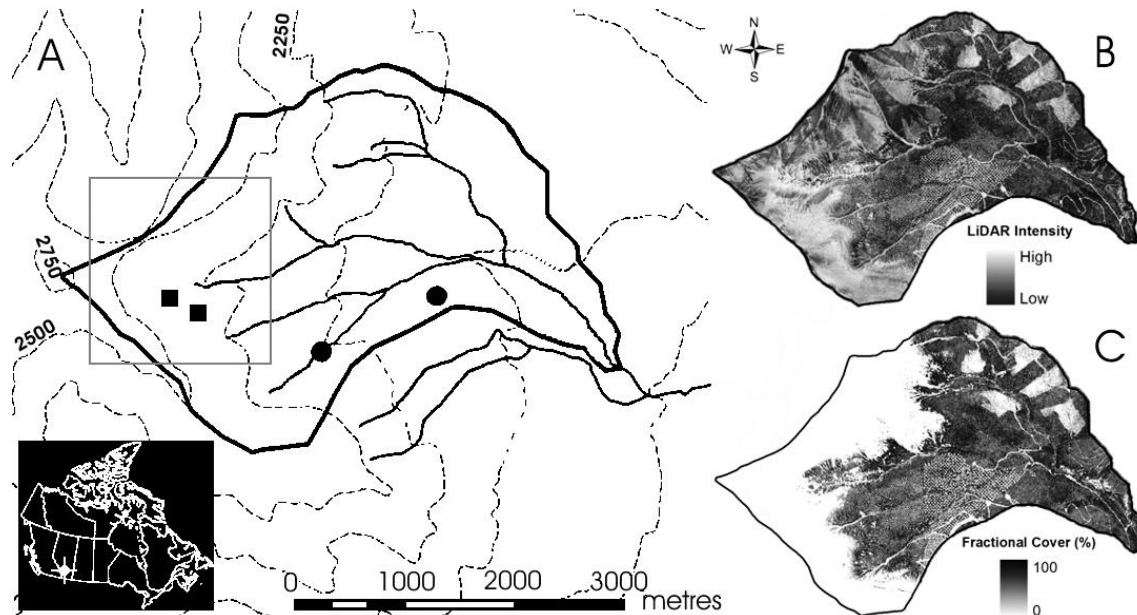 A
2250
2750
2500
0 1000 2000 3000 metres
N
W E
S
B
LiDAR Intensity
High
Low
C
Fractional Cover (%)
100
0